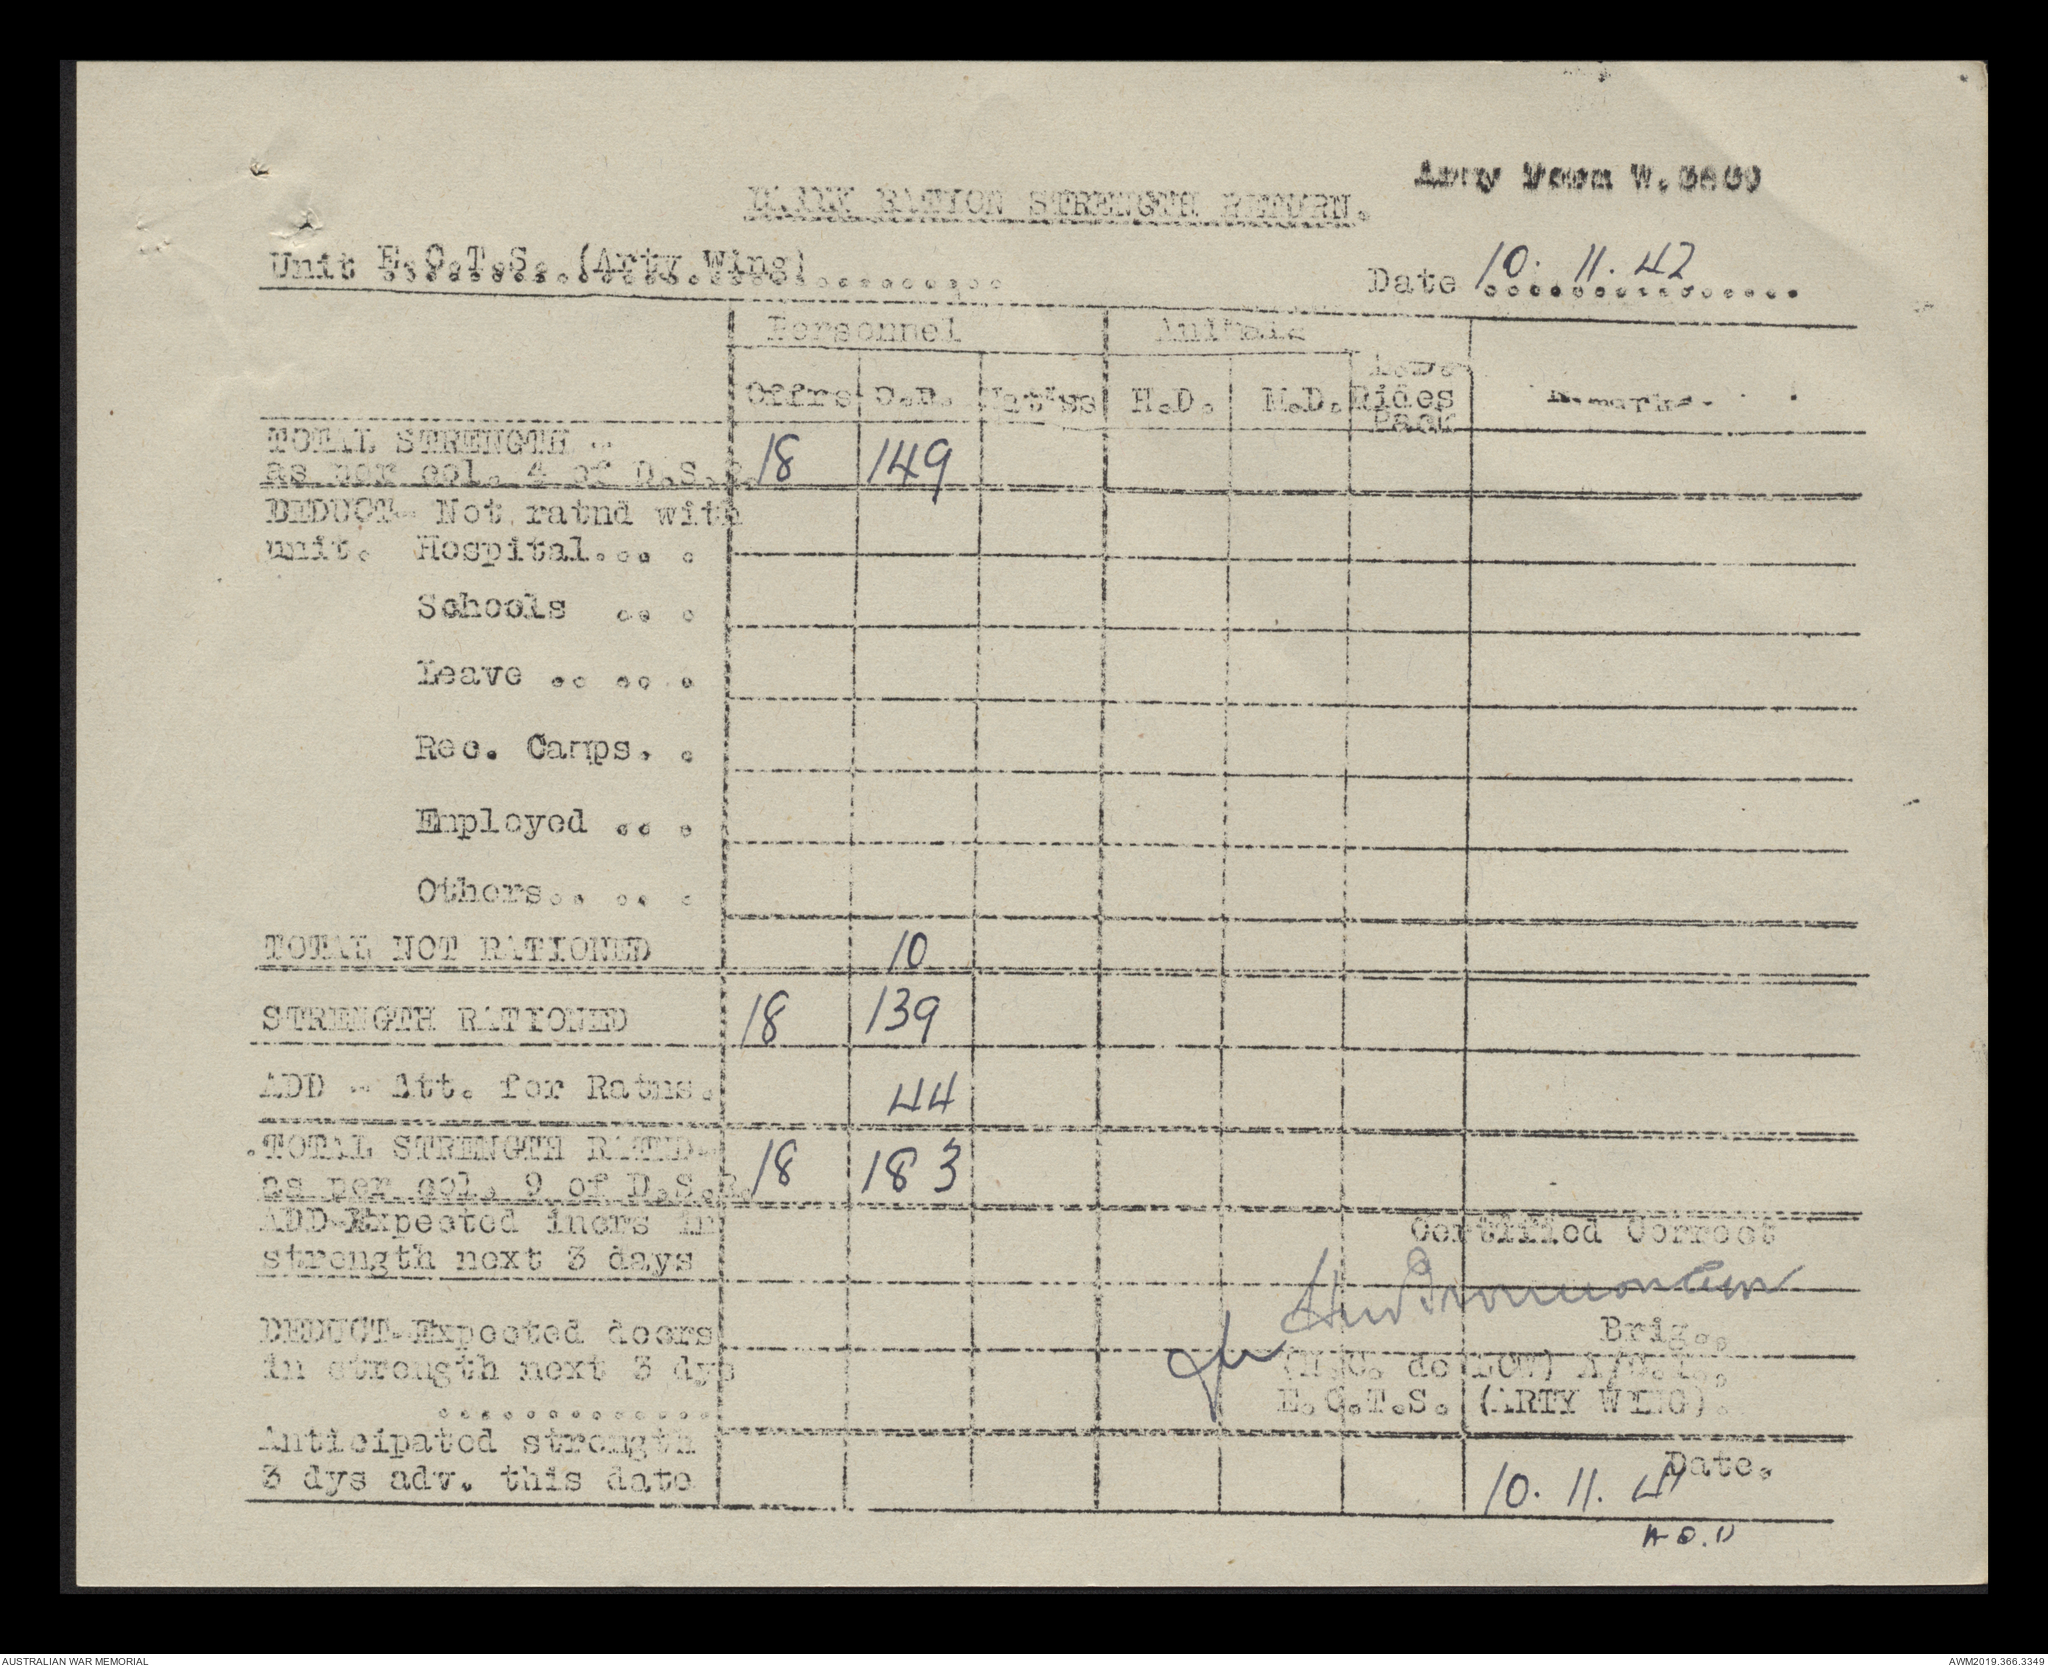 Army Form W.
DAILY RATION STRENGTH RETURN.
Unit E.C.T.S. (Arty Wing)..........
Date 10. 11. 42
Personnel Animals
Offrs O.R. H.D. M.D. Rides Pack Remarks.
TOTAL STRENGTH -
as per col. 4 of D.S.R. 18 149
DEDUCT- Not ratnd with
unit. Hospital... .
Schools .. .
Leave .. .. .
Rec. Camps. .
Employed .. .
Others.. .. .
TOTAL NOT RATIONED 10
STRENGTH RATIONED 18 139
ADD - Att. for Ratns. 44
TOTAL STRENGTH RATND-
as per col. 9 of D.S.R. 18 183
ADD-Expected incrs in
strength next 3 days
Certified Correct
Brig.,
DEDUCT-Expected decrs
in strength next 3 dys
de LOW)
E.C.T.S. (ARTY WING).
.............
Anticipated strength
3 dys adv. this date
Date.
10. 11. 4
AUSTRALIAN WAR MEMORIAL
AWM2019.366.3349